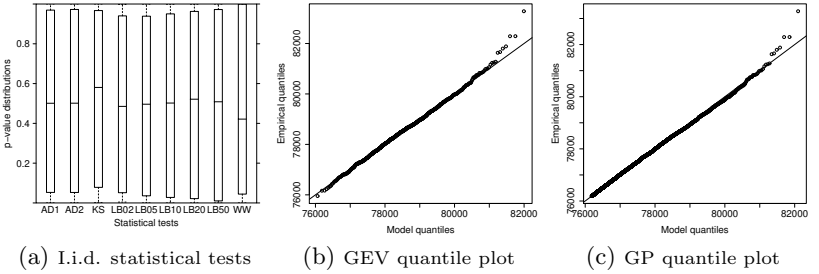 p-value distributions
0.8
0.6
0.4
0.2
AD1 AD2 KS LB02 LB05 LB10 LB20 LB50 WW
Statistical tests
(a) I.i.d. statistical tests
Empirical quantiles
82000
80000
78000
76000
76000 78000 80000 82000
Model quantiles
(b) GEV quantile plot
Empirical quantiles
82000
80000
78000
76000
76000 78000 80000 82000
Model quantiles
(c) GP quantile plot